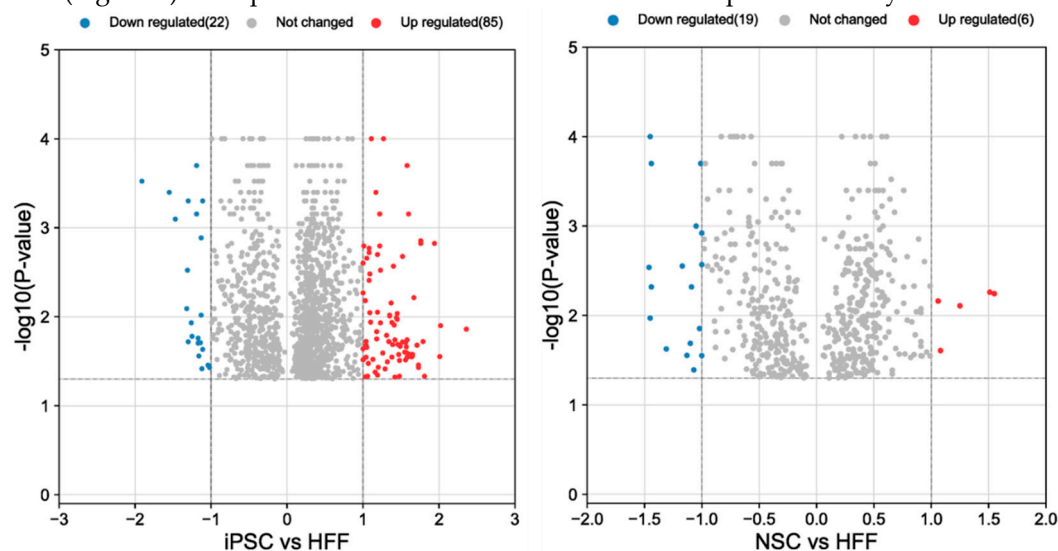 Down regulated(22) Not changed Up regulated(85)
5
4
3
2
1
0
-log10(P-value)
−3 −2 −1 0 1 2 3
iPSC vs HFF
Down regulated(19) Not changed Up regulated(6)
5
4
3
2
1
0
-log10(P-value)
−2.0 −1.5 −1.0 −0.5 0.0 0.5 1.0 1.5 2.0
NSC vs HFF